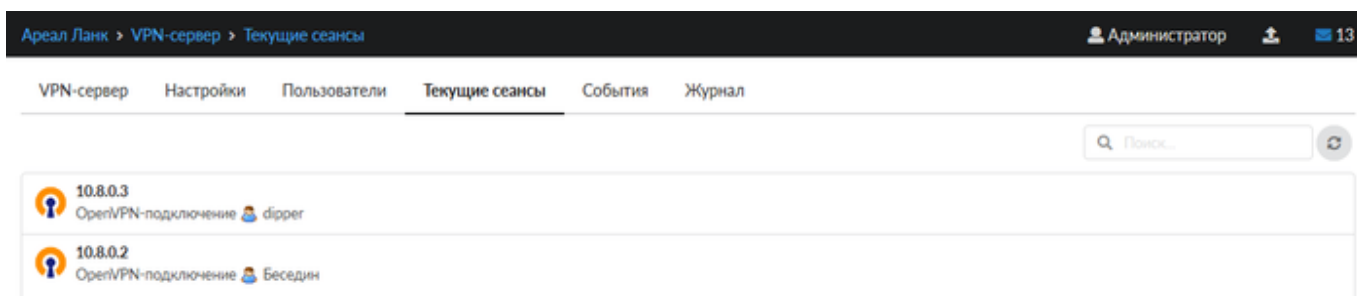 Ареал Ланк > VPN-сервер > Текущие сеансы Администратор 13
VPN-сервер Настройки Пользователи Текущие сеансы События Журнал
Поиск...
10.8.0.3
OpenVPN-подключение dipper
10.8.0.2
OpenVPN-подключение Беседин